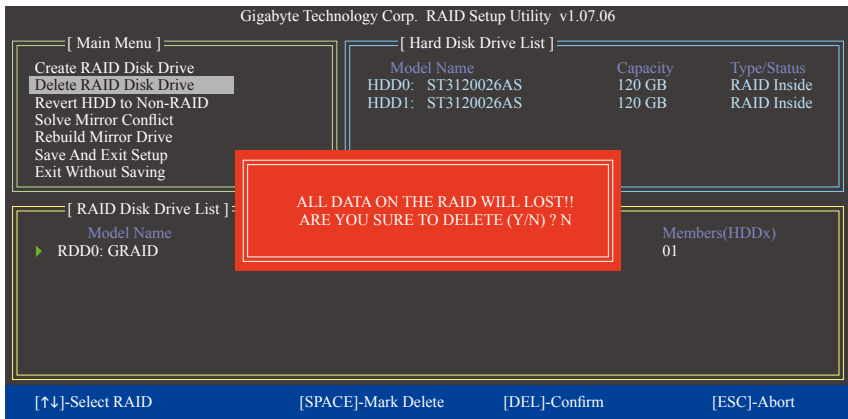 Gigabyte Technology Corp. RAID Setup Utility v1.07.06
[ Main Menu ]
Create RAID Disk Drive
Delete RAID Disk Drive
Revert HDD to Non-RAID
Solve Mirror Conflict
Rebuild Mirror Drive
Save And Exit Setup
Exit Without Saving
[ Hard Disk Drive List ]
Model Name Capacity Type/Status
HDD0: ST3120026AS 120 GB RAID Inside
HDD1: ST3120026AS 120 GB RAID Inside
ALL DATA ON THE RAID WILL LOST!!
ARE YOU SURE TO DELETE (Y/N) ? N
[ RAID Disk Drive List ]
Model Name Members(HDDx)
RDD0: GRAID 01
[↑↓]-Select RAID [SPACE]-Mark Delete [DEL]-Confirm [ESC]-Abort